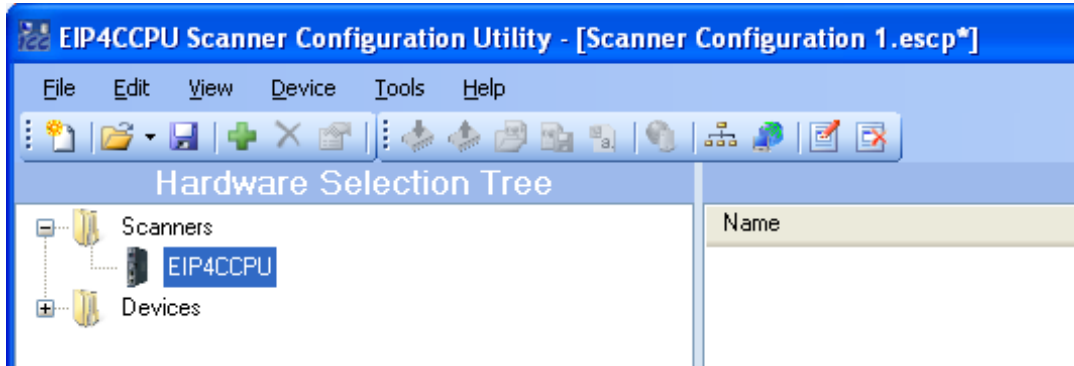 EIP4CCPU Scanner Configuration Utility - [Scanner Configuration 1.escp*]
File Edit View Device Tools Help
Hardware Selection Tree
Scanners
Name
EIP4CCPU
Devices